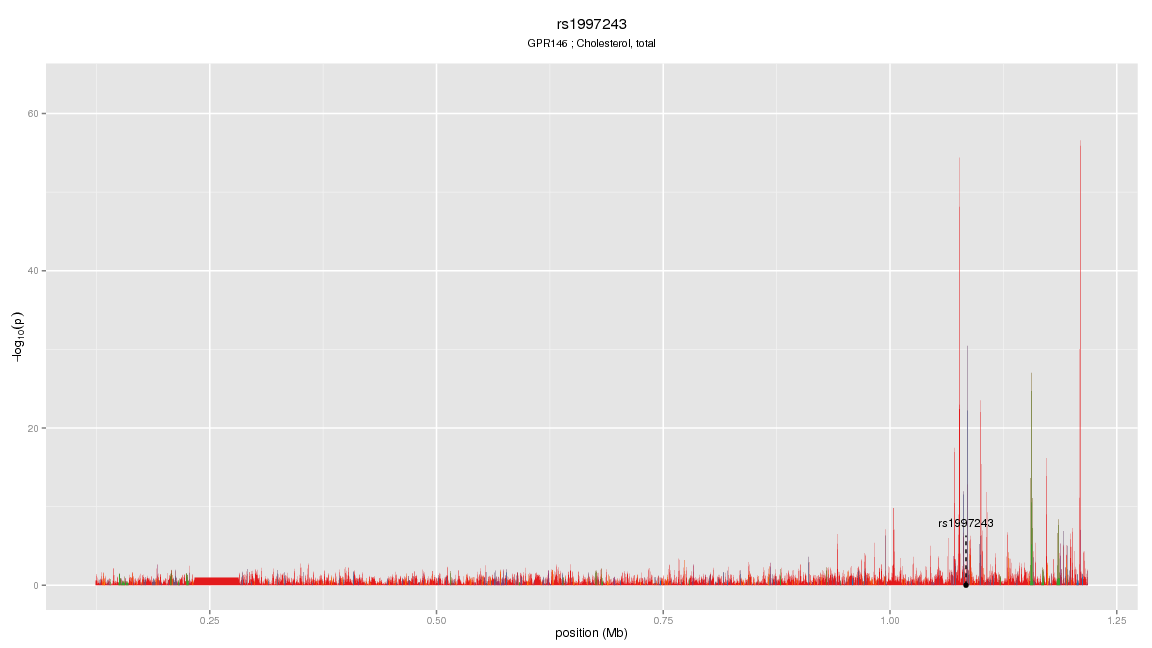 rs1997243
GPR146 ; Cholesterol, total
60
40
20
0
−log10(p)
rs1997243
0.25 0.50 0.75 1.00 1.25
position (Mb)